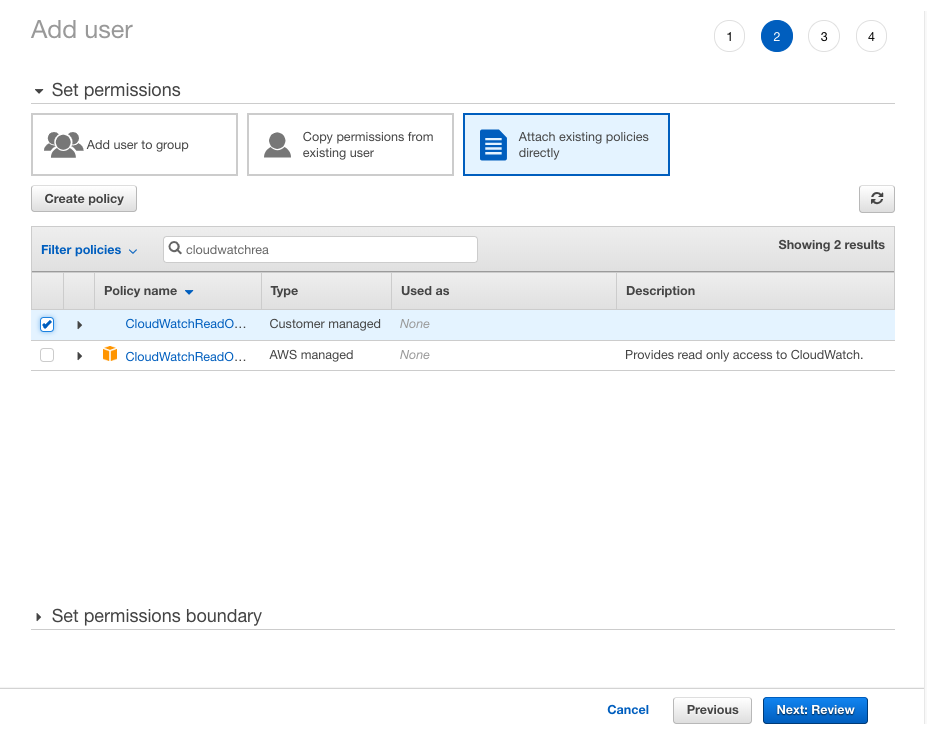 Add user
1 2 3 4
Set permissions
Add user to group
Copy permissions from
existing user
Attach existing policies
directly
Create policy
Filter policies
cloudwatchrea
Showing 2 results
Policy name Type Used as Description
CloudWatchReadO... Customer managed None
CloudWatchReadO... AWS managed None Provides read only access to CloudWatch.
Set permissions boundary
Cancel Previous Next: Review